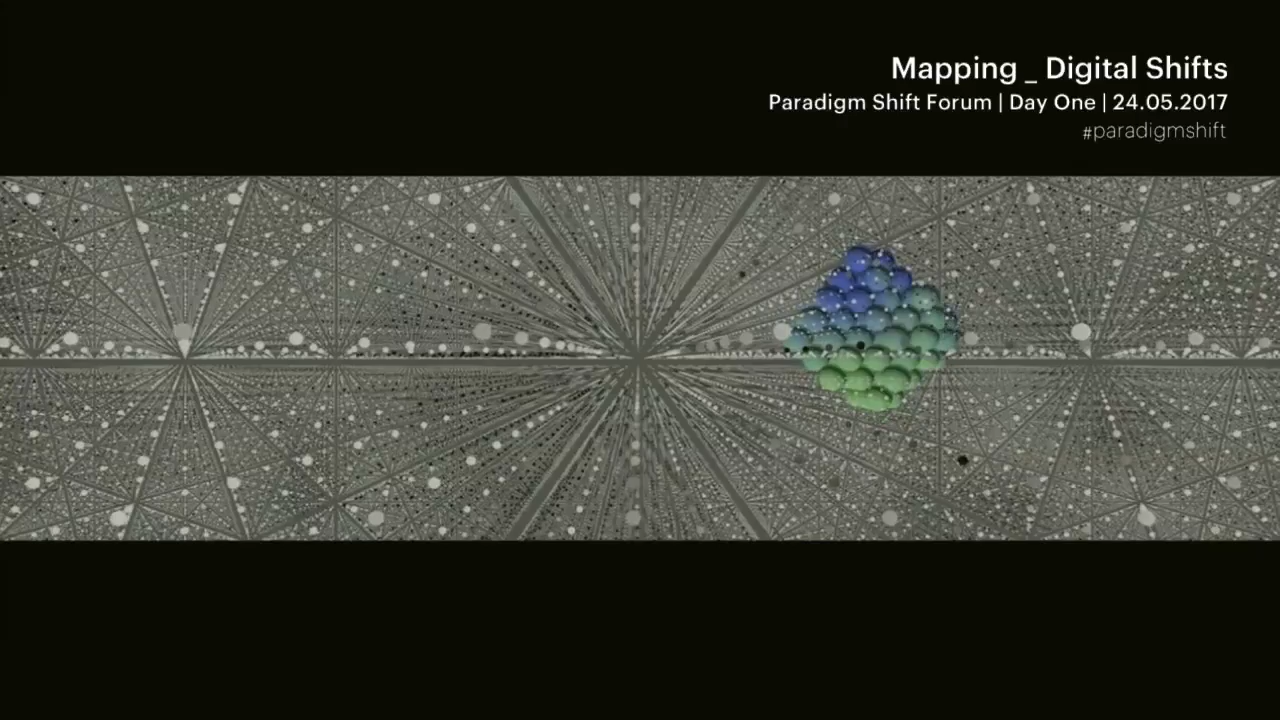 Mapping _ Digital Shifts
Paradigm Shift Forum | Day One | 24.05.2017
#paradigmshift